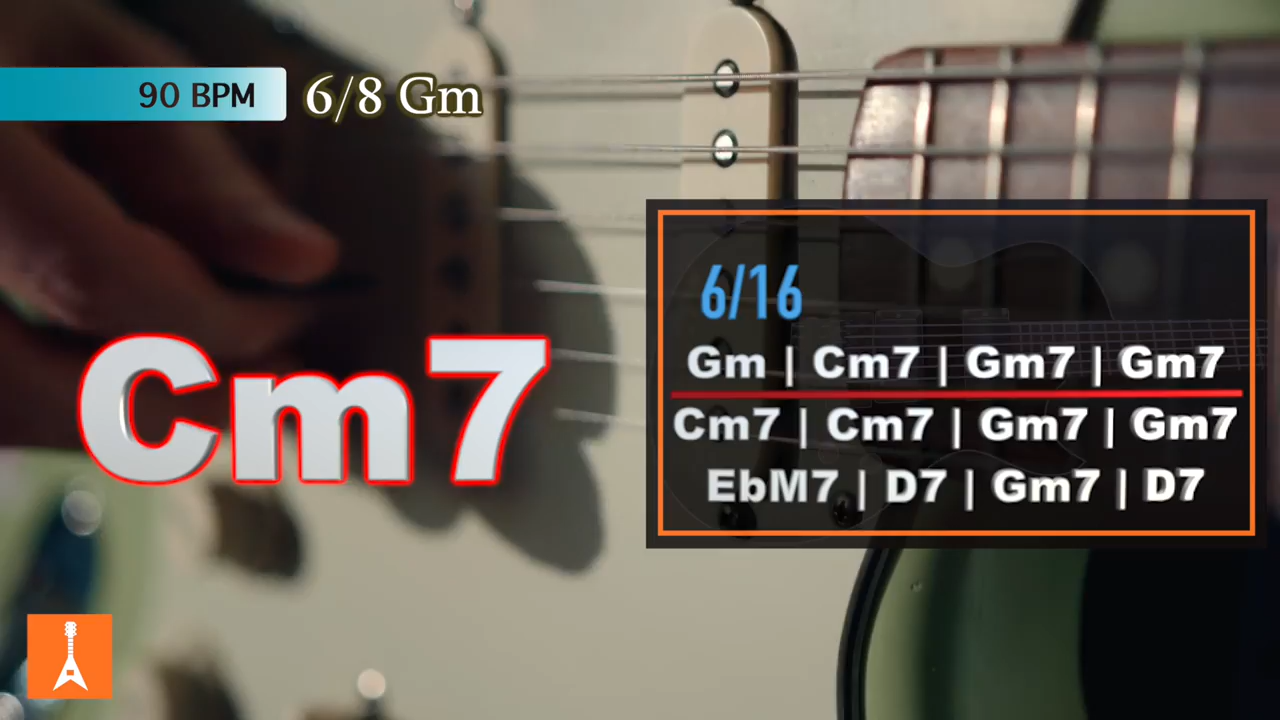 90 BPM 6/8 Gm
6/16
Gm | Cm7 | Gm7 | Gm7
Cm7 | Cm7 | Gm7 | Gm7
EbM7 | D7 | Gm7 | D7
Cm7